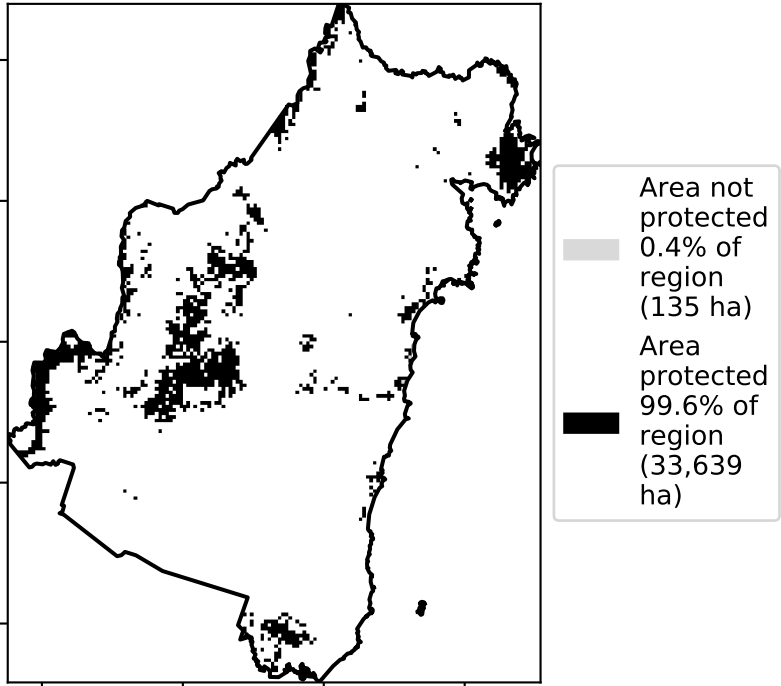 Area not
protected
0.4% of
region
(135 ha)
Area
protected
99.6% of
region
(33,639
ha)